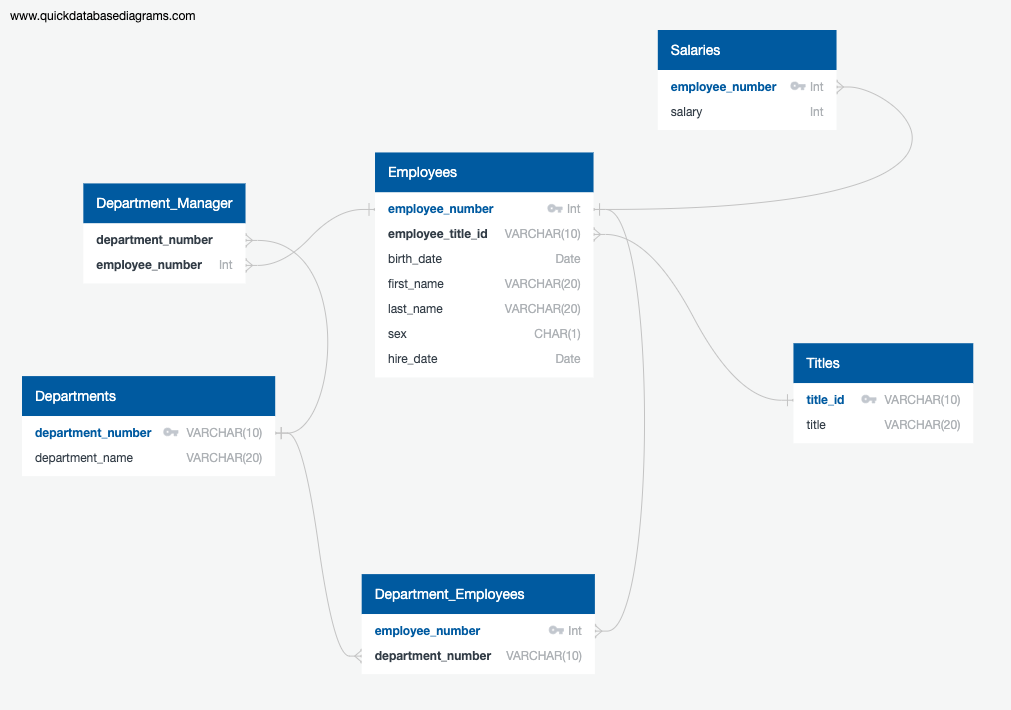 www.quickdatabasediagrams.com
Salaries
employee_number Int
salary Int
Employees
employee_number Int
employee_title_id VARCHAR(10)
birth_date Date
first_name VARCHAR(20)
last_name VARCHAR(20)
sex CHAR(1)
hire_date Date
Department_Manager
department_number
employee_number Int
Titles
title_id VARCHAR(10)
title VARCHAR(20)
Departments
department_number VARCHAR(10)
department_name VARCHAR(20)
Department_Employees
employee_number Int
department_number VARCHAR(10)